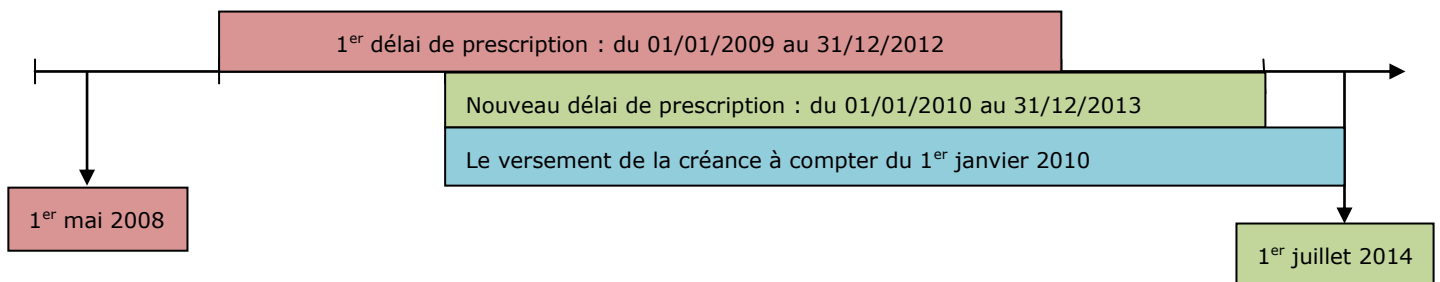 1er délai de prescription : du 01/01/2009 au 31/12/2012
Nouveau délai de prescription : du 01/01/2010 au 31/12/2013
Le versement de la créance à compter du 1er janvier 2010
1er mai 2008
1er juillet 2014